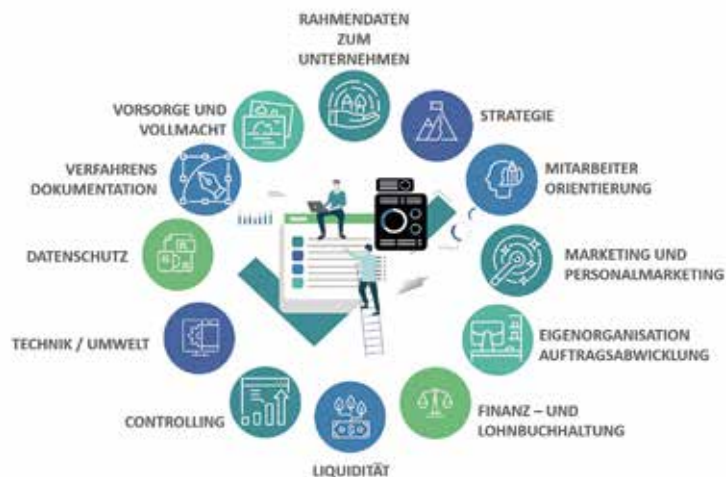 RAHMENDATEN
ZUM
UNTERNEHMEN
STRATEGIE
MITARBEITER
ORIENTIERUNG
MARKETING UND
PERSONALMARKETING
EIGENORGANISATION
AUFTRAGSABWICKLUNG
FINANZ – UND
LOHNBUCHHALTUNG
LIQUIDITÄT
CONTROLLING
TECHNIK / UMWELT
DATENSCHUTZ
VERFAHRENS
DOKUMENTATION
VORSORGE UND
VOLLMACHT